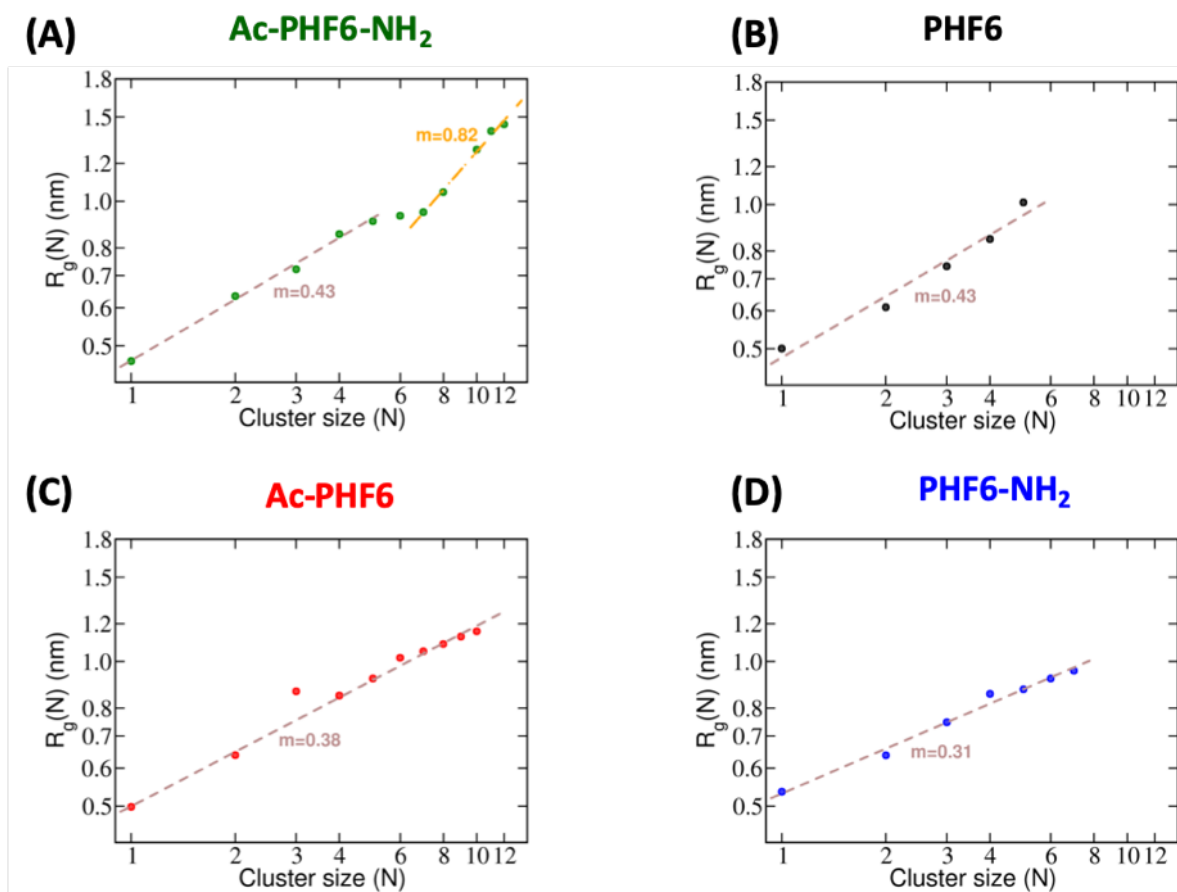 (A) Ac-PHF6-NH₂
1.8
1.5
1.2
1.0
0.8
0.7
0.6
0.5
R_g(N) (nm)
m=0.82
m=0.43
1 2 3 4 6 8 10 12
Cluster size (N)
(B) PHF6
1.8
1.5
1.2
1.0
0.8
0.7
0.6
0.5
R_g(N) (nm)
m=0.43
1 2 3 4 6 8 10 12
Cluster size (N)
(C) Ac-PHF6
1.8
1.5
1.2
1.0
0.8
0.7
0.6
0.5
R_g(N) (nm)
m=0.38
1 2 3 4 6 8 10 12
Cluster size (N)
(D) PHF6-NH₂
1.8
1.5
1.2
1.0
0.8
0.7
0.6
0.5
R_g(N) (nm)
m=0.31
1 2 3 4 6 8 10 12
Cluster size (N)